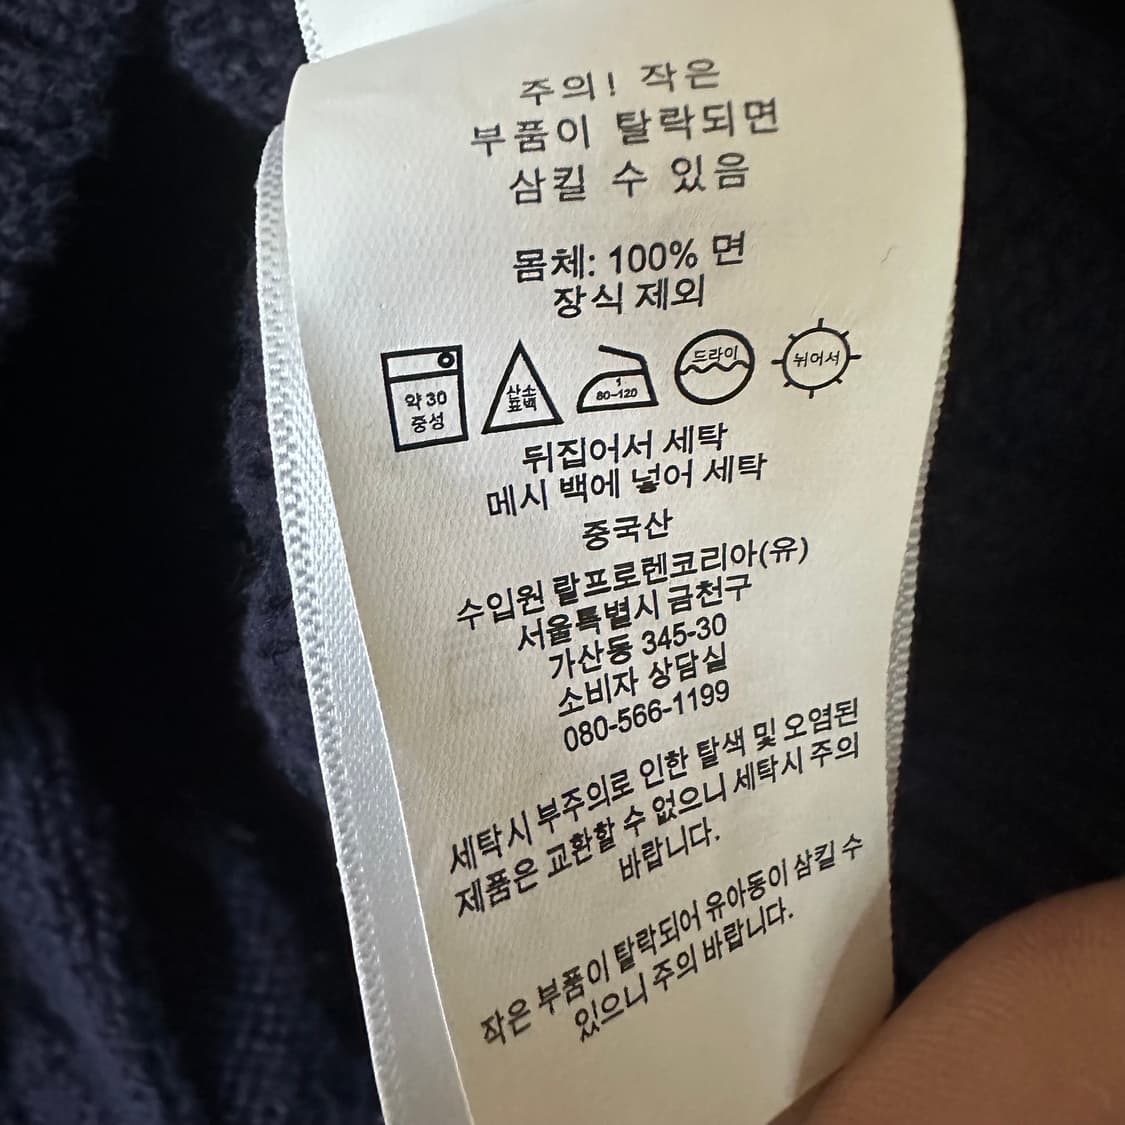 주의! 작은
부품이 탈락되면
삼킬 수 있음
몸체: 100% 면
장식 제외
약 30
중성
산소
표백
80~120
드라이
뉘어서
뒤집어서 세탁
메시 백에 넣어 세탁
중국산
수입원 랄프로렌코리아(유)
서울특별시 금천구
가산동 345-30
소비자 상담실
080-566-1199
세탁시 부주의로 인한 탈색 및 오염된
제품은 교환할 수 없으니 세탁시 주의
바랍니다.
작은 부품이 탈락되어 유아동이 삼킬 수
있으니 주의 바랍니다.